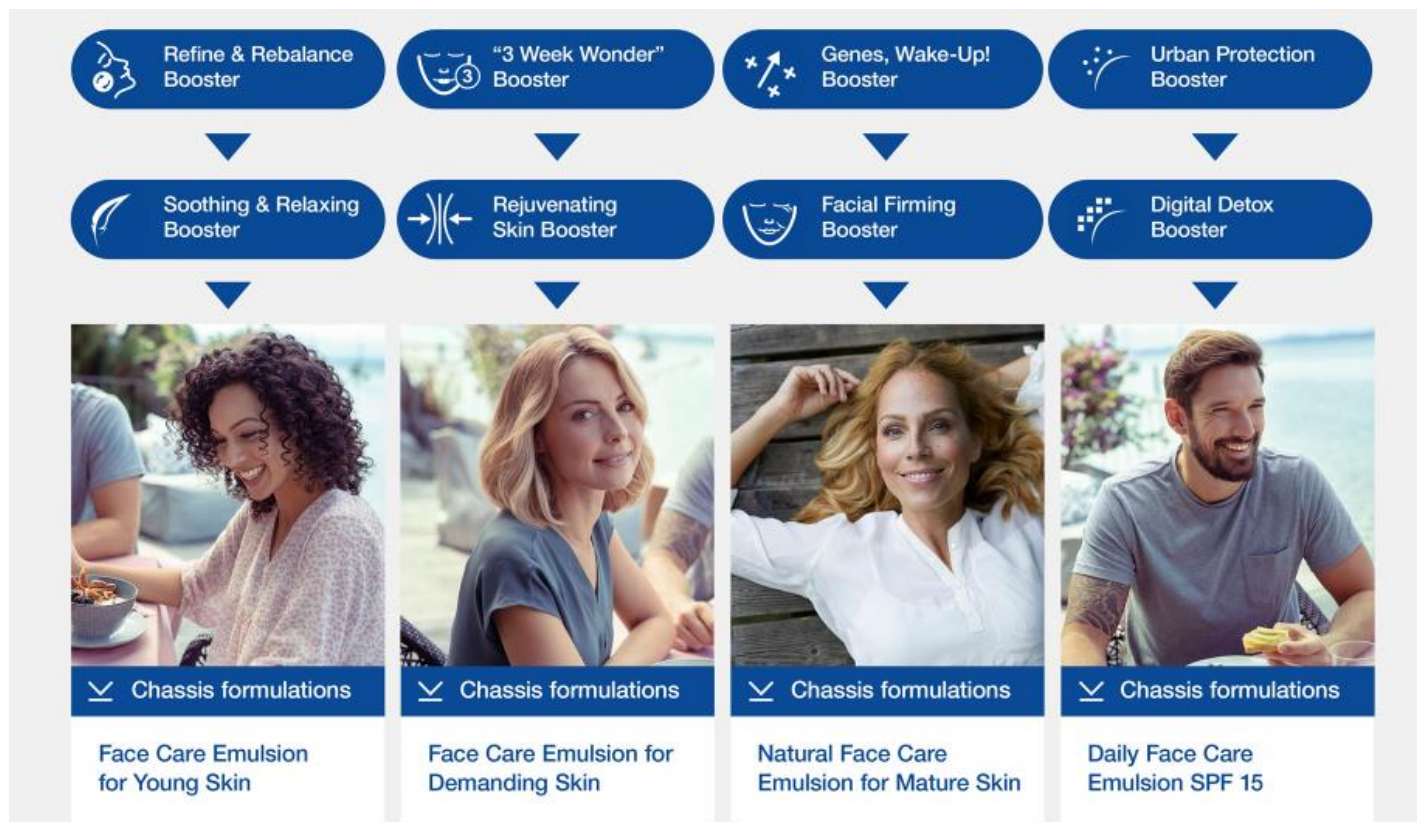 Refine & Rebalance
Booster
“3 Week Wonder”
Booster
3
Genes, Wake-Up!
Booster
Urban Protection
Booster
Soothing & Relaxing
Booster
Rejuvenating
Skin Booster
Facial Firming
Booster
Digital Detox
Booster
Chassis formulations
Chassis formulations
Chassis formulations
Chassis formulations
Face Care Emulsion
for Young Skin
Face Care Emulsion for
Demanding Skin
Natural Face Care
Emulsion for Mature Skin
Daily Face Care
Emulsion SPF 15